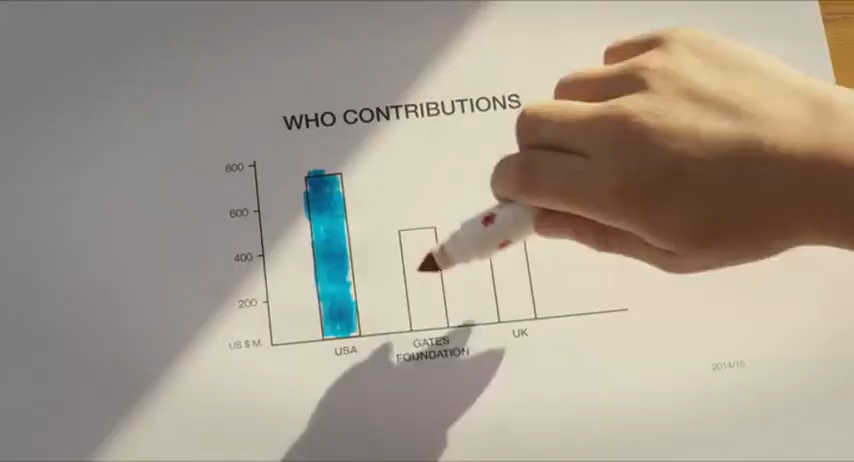 WHO CONTRIBUTIONS
800
600
400
200
US $ M.
USA
GATES
FOUNDATION
UK
2014/15